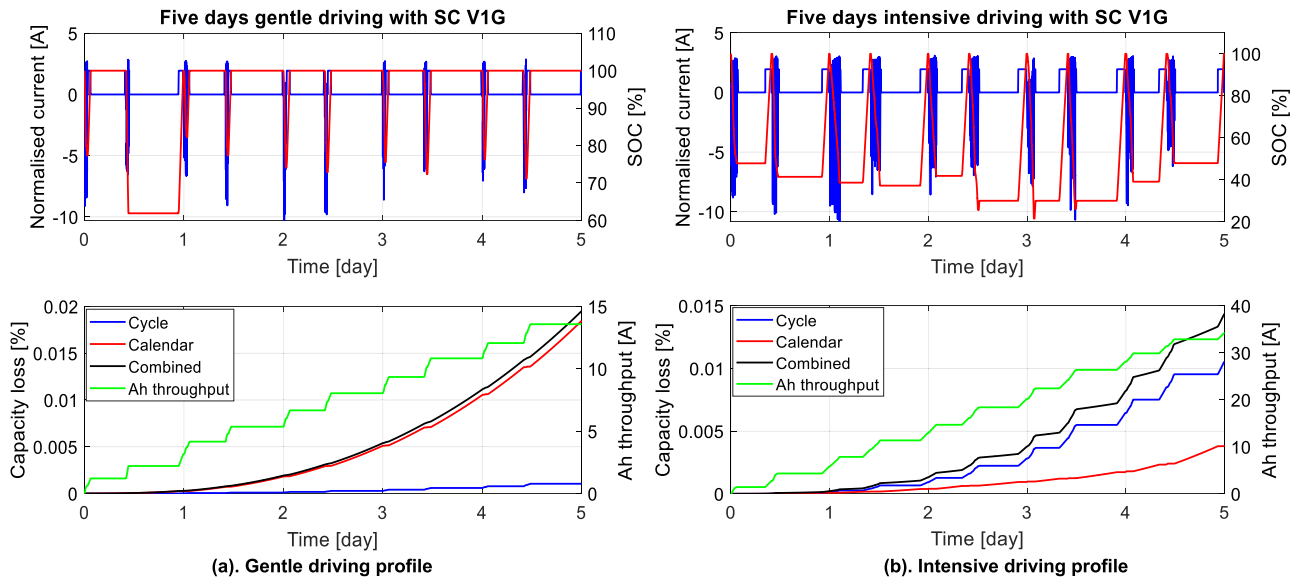 Five days gentle driving with SC V1G
Normalised current [A]
5
0
-5
-10
110
100
90
80
70
60
SOC [%]
0 1 2 3 4 5
Time [day]
Five days intensive driving with SC V1G
Normalised current [A]
5
0
-5
-10
100
80
60
40
20
SOC [%]
0 1 2 3 4 5
Time [day]
Capacity loss [%]
0.02
0.015
0.01
0.005
0
Cycle
Calendar
Combined
Ah throughput
15
10
5
0
Ah throughput [A]
0 1 2 3 4 5
Time [day]
(a). Gentle driving profile
Capacity loss [%]
0.015
0.01
0.005
0
Cycle
Calendar
Combined
Ah throughput
40
30
20
10
0
Ah throughput [A]
0 1 2 3 4 5
Time [day]
(b). Intensive driving profile